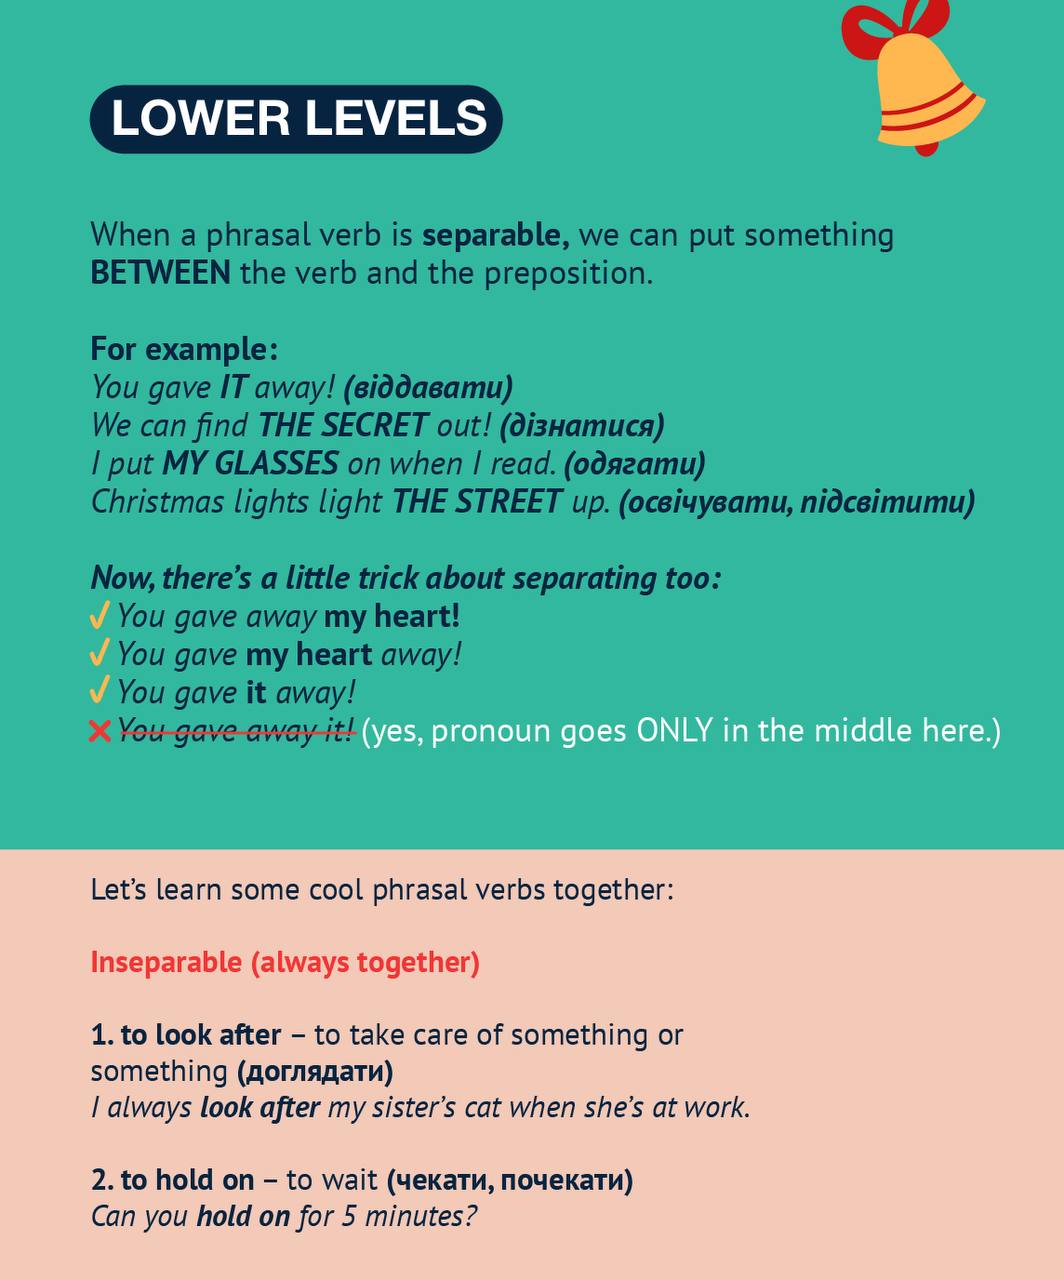 LOWER LEVELS
When a phrasal verb is separable, we can put something
BETWEEN the verb and the preposition.
For example:
You gave IT away! (віддавати)
We can find THE SECRET out! (дізнатися)
I put MY GLASSES on when I read. (одягати)
Christmas lights light THE STREET up. (освічувати, підсвітити)
Now, there's a little trick about separating too:
You gave away my heart!
You gave my heart away!
You gave it away!
You gave away it! (yes, pronoun goes ONLY in the middle here.)
Let's learn some cool phrasal verbs together:
Inseparable (always together)
1. to look after – to take care of something or
something (доглядати)
I always look after my sister's cat when she's at work.
2. to hold on – to wait (чекати, почекати)
Can you hold on for 5 minutes?